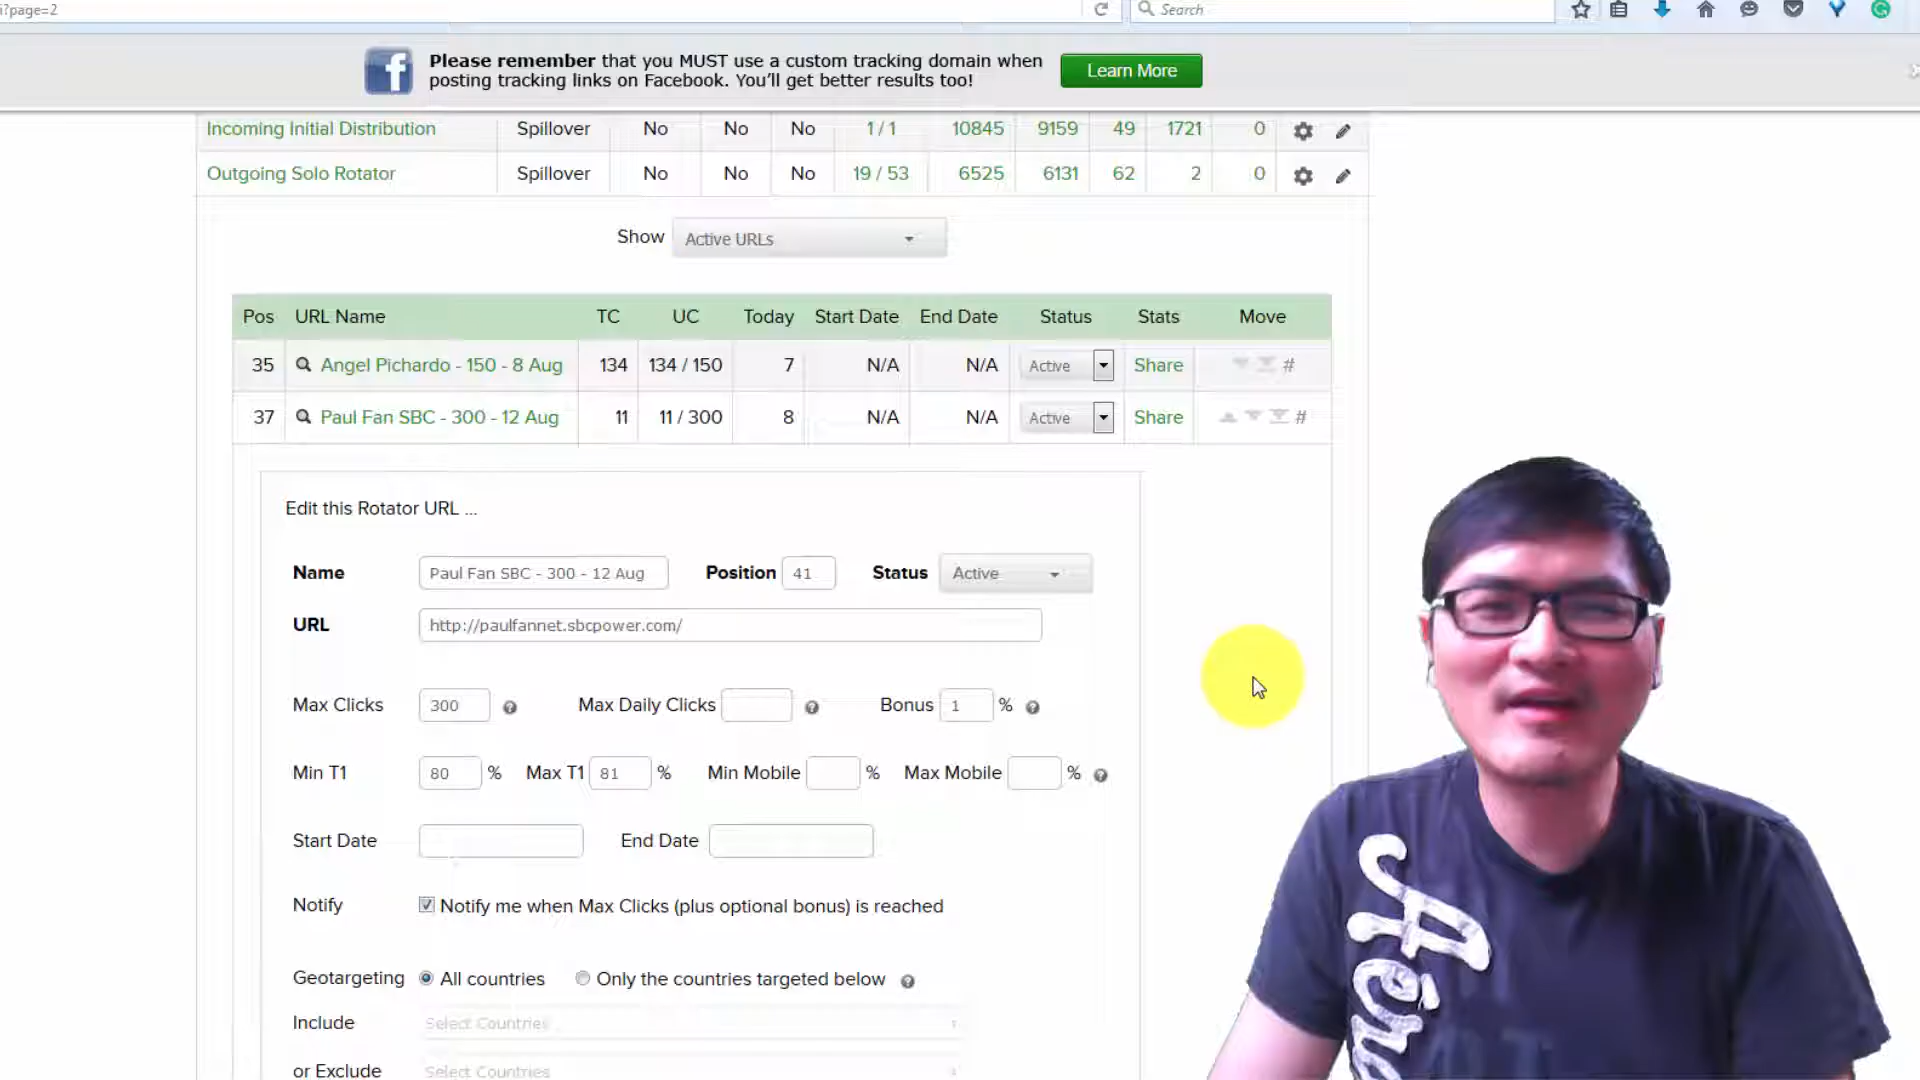 i?page=2
Search
Please remember that you MUST use a custom tracking domain when
posting tracking links on Facebook. You'll get better results too!
Learn More
Incoming Initial Distribution Spillover No No No 1 / 1 10845 9159 49 1721 0
Outgoing Solo Rotator Spillover No No No 19 / 53 6525 6131 62 2 0
Show Active URLs
Pos URL Name TC UC Today Start Date End Date Status Stats Move
35 Angel Pichardo - 150 - 8 Aug 134 134 / 150 7 N/A N/A Active Share #
37 Paul Fan SBC - 300 - 12 Aug 11 11 / 300 8 N/A N/A Active Share #
Edit this Rotator URL ...
Name Paul Fan SBC - 300 - 12 Aug Position 41 Status Active
URL http://paulfannet.sbcpower.com/
Max Clicks 300 Max Daily Clicks Bonus 1 %
Min T1 80 % Max T1 81 % Min Mobile % Max Mobile %
Start Date End Date
Notify Notify me when Max Clicks (plus optional bonus) is reached
Geotargeting All countries Only the countries targeted below
Include Select Countries
or Exclude Select Countries